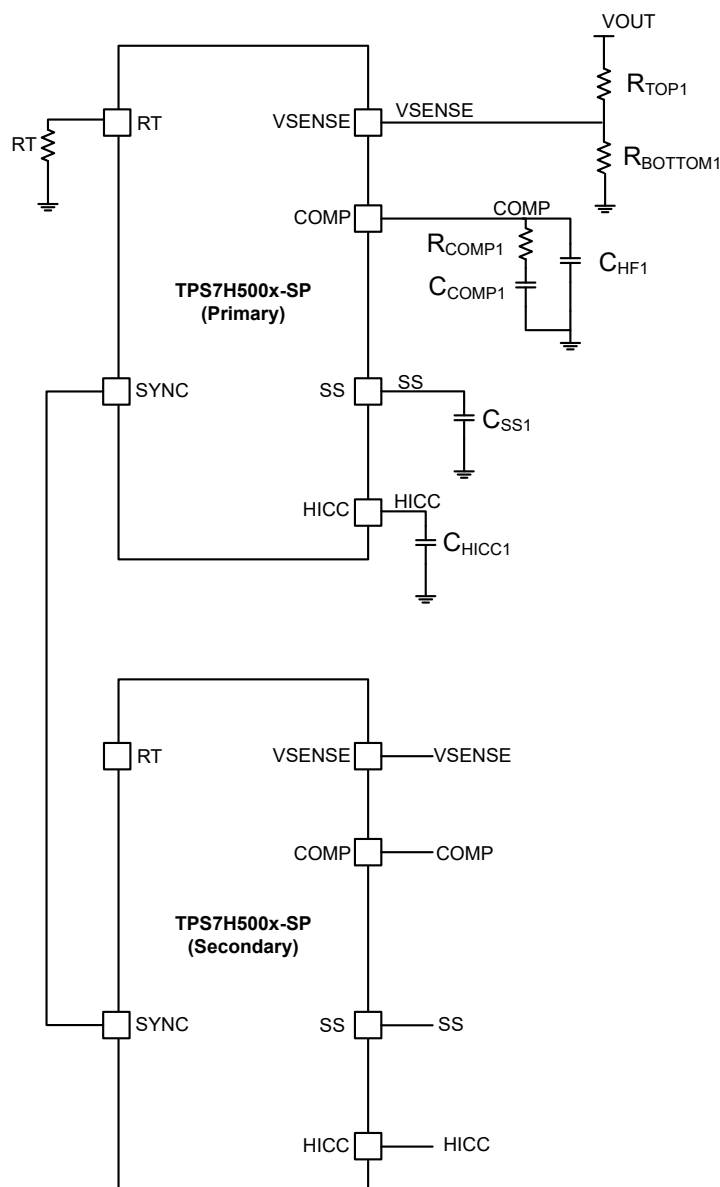 VOUT
RTOP1
VSENSE
RT
VSENSE
RT
RBOTTOM1
COMP
COMP
RCOMP1
CHF1
CCOMP1
TPS7H500x-SP
(Primary)
SYNC
SS
SS
CSS1
HICC
HICC
CHICC1
RT
VSENSE
VSENSE
COMP
COMP
TPS7H500x-SP
(Secondary)
SYNC
SS
SS
HICC
HICC